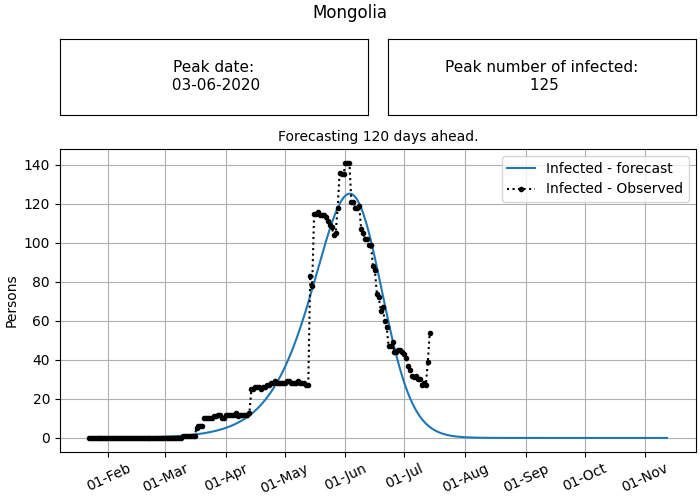 Mongolia
Peak date:
03-06-2020
Peak number of infected:
125
Forecasting 120 days ahead.
Infected - forecast
Infected - Observed
Persons
140
120
100
80
60
40
20
0
01-Feb
01-Mar
01-Apr
01-May
01-Jun
01-Jul
01-Aug
01-Sep
01-Oct
01-Nov